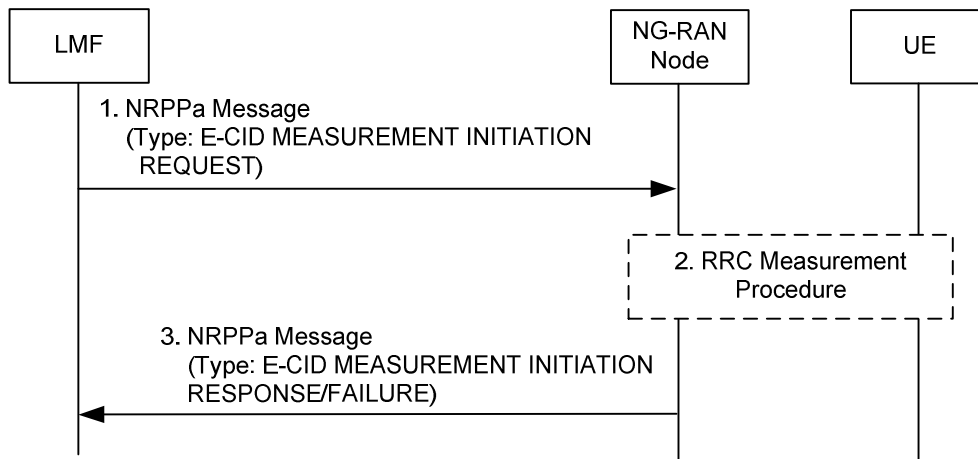 LMF
NG-RAN
Node
UE
1. NRPPa Message
(Type: E-CID MEASUREMENT INITIATION
REQUEST)
2. RRC Measurement
Procedure
3. NRPPa Message
(Type: E-CID MEASUREMENT INITIATION
RESPONSE/FAILURE)